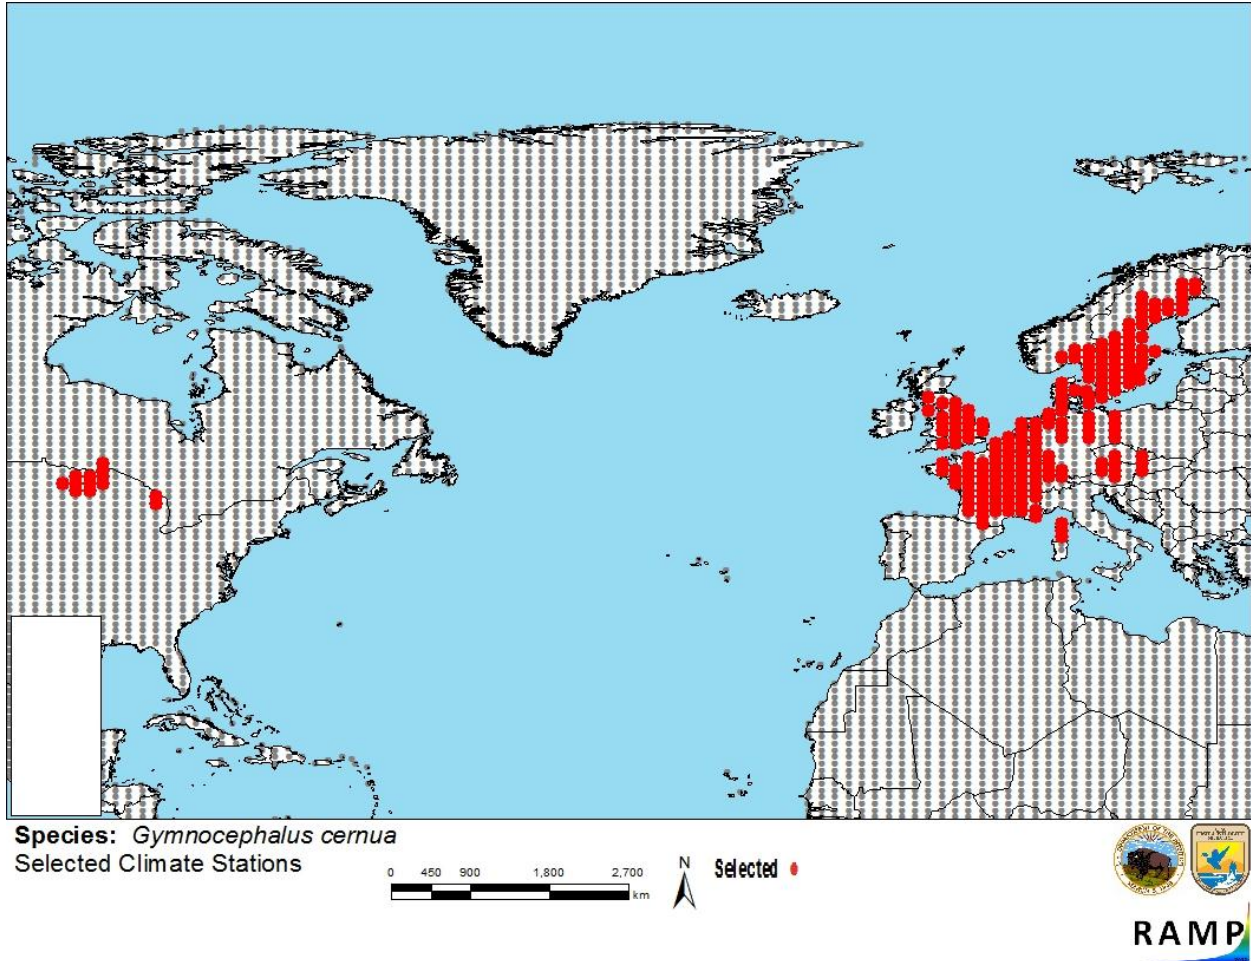 Species: Gymnocephalus cernua
Selected Climate Stations
0 450 900 1,800 2,700
km
N
Selected
RAMP